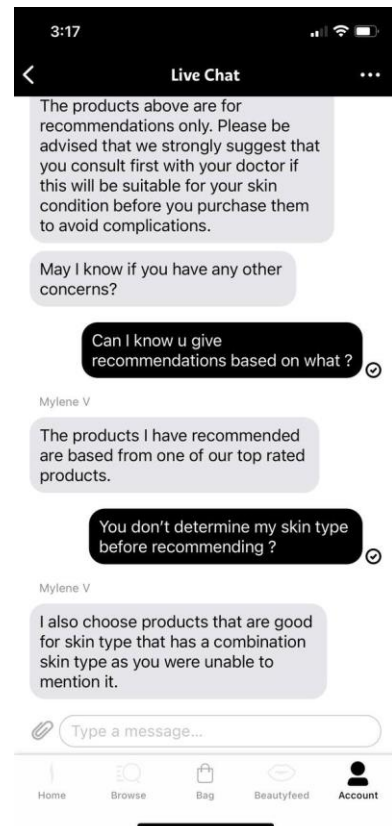 3:17
Live Chat
The products above are for
recommendations only. Please be
advised that we strongly suggest that
you consult first with your doctor if
this will be suitable for your skin
condition before you purchase them
to avoid complications.
May I know if you have any other
concerns?
Can I know u give
recommendations based on what ?
Mylene V
The products I have recommended
are based from one of our top rated
products.
You don't determine my skin type
before recommending ?
Mylene V
I also choose products that are good
for skin type that has a combination
skin type as you were unable to
mention it.
Type a message...
Home Browse Bag Beautyfeed Account